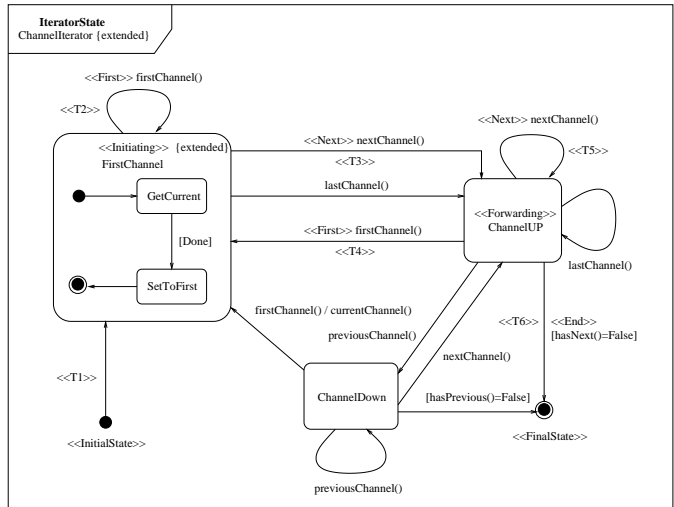 IteratorState
ChannelIterator {extended}
<<First>> firstChannel()
<<T2>>
<<Initiating>> {extended}
FirstChannel
GetCurrent
[Done]
SetToFirst
<<Next>> nextChannel()
<<T3>>
lastChannel()
<<First>> firstChannel()
<<T4>>
<<Next>> nextChannel()
<<T5>>
<<Forwarding>>
ChannelUP
lastChannel()
firstChannel() / currentChannel()
previousChannel()
nextChannel()
<<T6>>
<<End>>
[hasNext()=False]
<<T1>>
ChannelDown
[hasPrevious()=False]
<<InitialState>>
<<FinalState>>
previousChannel()